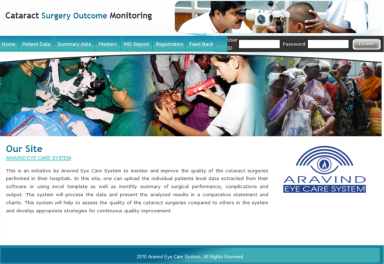 Cataract Surgery Outcome Monitoring
Home Patient Data Summary data Masters MIS Report Registration Feed Back User ID Password:
Our Site
ARAVIND EYE CARE SYSTEM
This is an initiative by Aravind Eye Care System to monitor and improve the quality of the cataract surgeries
performed in their hospitals. In this site, one can upload the individual patients level data extracted from their
software or using excel template as well as monthly summary of surgical performance, complications and
output. The system will process the data and present the analyzed results in a comparative statement and
charts. This system will help to assess the quality of the cataract surgeries compared to others in the system
and develop appropriate strategies for continuous quality improvement
ARAVIND
EYE CARE SYSTEM
2010 Aravind Eye Care System. All Rights Reserved